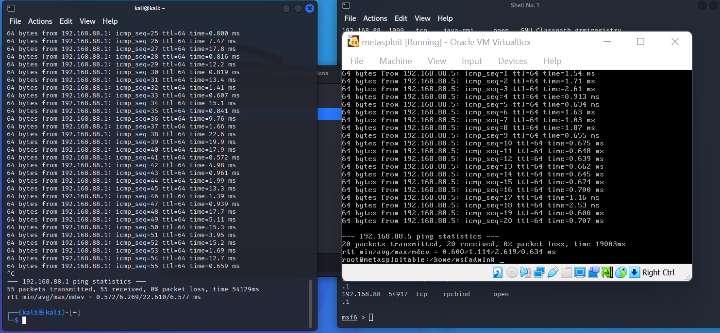 kali@kali: ~
File Actions Edit View Help
64 bytes from 192.168.88.1: icmp_seq=25 ttl=64 time=0.800 ms
64 bytes from 192.168.88.1: icmp_seq=26 ttl=64 time=7.47 ms
64 bytes from 192.168.88.1: icmp_seq=27 ttl=64 time=17.8 ms
64 bytes from 192.168.88.1: icmp_seq=28 ttl=64 time=0.816 ms
64 bytes from 192.168.88.1: icmp_seq=29 ttl=64 time=12.2 ms
64 bytes from 192.168.88.1: icmp_seq=30 ttl=64 time=0.819 ms
64 bytes from 192.168.88.1: icmp_seq=31 ttl=64 time=13.4 ms
64 bytes from 192.168.88.1: icmp_seq=32 ttl=64 time=1.41 ms
64 bytes from 192.168.88.1: icmp_seq=33 ttl=64 time=0.607 ms
64 bytes from 192.168.88.1: icmp_seq=34 ttl=64 time=15.1 ms
64 bytes from 192.168.88.1: icmp_seq=35 ttl=64 time=0.841 ms
64 bytes from 192.168.88.1: icmp_seq=36 ttl=64 time=9.76 ms
64 bytes from 192.168.88.1: icmp_seq=37 ttl=64 time=1.66 ms
64 bytes from 192.168.88.1: icmp_seq=38 ttl=64 time=22.6 ms
64 bytes from 192.168.88.1: icmp_seq=39 ttl=64 time=19.9 ms
64 bytes from 192.168.88.1: icmp_seq=40 ttl=64 time=17.9 ms
64 bytes from 192.168.88.1: icmp_seq=41 ttl=64 time=0.572 ms
64 bytes from 192.168.88.1: icmp_seq=42 ttl=64 time=4.98 ms
64 bytes from 192.168.88.1: icmp_seq=43 ttl=64 time=0.961 ms
64 bytes from 192.168.88.1: icmp_seq=44 ttl=64 time=1.99 ms
64 bytes from 192.168.88.1: icmp_seq=45 ttl=64 time=13.3 ms
64 bytes from 192.168.88.1: icmp_seq=46 ttl=64 time=1.39 ms
64 bytes from 192.168.88.1: icmp_seq=47 ttl=64 time=0.939 ms
64 bytes from 192.168.88.1: icmp_seq=48 ttl=64 time=17.7 ms
64 bytes from 192.168.88.1: icmp_seq=49 ttl=64 time=5.11 ms
64 bytes from 192.168.88.1: icmp_seq=50 ttl=64 time=15.3 ms
64 bytes from 192.168.88.1: icmp_seq=51 ttl=64 time=3.95 ms
64 bytes from 192.168.88.1: icmp_seq=52 ttl=64 time=15.2 ms
64 bytes from 192.168.88.1: icmp_seq=53 ttl=64 time=1.69 ms
64 bytes from 192.168.88.1: icmp_seq=54 ttl=64 time=12.7 ms
64 bytes from 192.168.88.1: icmp_seq=55 ttl=64 time=0.659 ms
^C
--- 192.168.88.1 ping statistics ---
55 packets transmitted, 55 received, 0% packet loss, time 54129ms
rtt min/avg/max/mdev = 0.572/6.269/22.610/6.577 ms
(kali㉿kali)-[~]
$
Shell No. 1
File Actions Edit View Help
metasploit [Running] - Oracle VM VirtualBox
File Machine View Input Devices Help
64 bytes from 192.168.88.5: icmp_seq=1 ttl=64 time=1.54 ms
64 bytes from 192.168.88.5: icmp_seq=2 ttl=64 time=1.71 ms
64 bytes from 192.168.88.5: icmp_seq=3 ttl=64 time=2.61 ms
64 bytes from 192.168.88.5: icmp_seq=4 ttl=64 time=0.913 ms
64 bytes from 192.168.88.5: icmp_seq=5 ttl=64 time=0.634 ms
64 bytes from 192.168.88.5: icmp_seq=6 ttl=64 time=1.63 ms
64 bytes from 192.168.88.5: icmp_seq=7 ttl=64 time=1.03 ms
64 bytes from 192.168.88.5: icmp_seq=8 ttl=64 time=1.87 ms
64 bytes from 192.168.88.5: icmp_seq=9 ttl=64 time=0.655 ms
64 bytes from 192.168.88.5: icmp_seq=10 ttl=64 time=0.675 ms
64 bytes from 192.168.88.5: icmp_seq=11 ttl=64 time=0.648 ms
64 bytes from 192.168.88.5: icmp_seq=12 ttl=64 time=0.639 ms
64 bytes from 192.168.88.5: icmp_seq=13 ttl=64 time=0.662 ms
64 bytes from 192.168.88.5: icmp_seq=14 ttl=64 time=0.645 ms
64 bytes from 192.168.88.5: icmp_seq=15 ttl=64 time=0.674 ms
64 bytes from 192.168.88.5: icmp_seq=16 ttl=64 time=0.700 ms
64 bytes from 192.168.88.5: icmp_seq=17 ttl=64 time=1.16 ms
64 bytes from 192.168.88.5: icmp_seq=18 ttl=64 time=2.53 ms
64 bytes from 192.168.88.5: icmp_seq=19 ttl=64 time=0.600 ms
64 bytes from 192.168.88.5: icmp_seq=20 ttl=64 time=0.707 ms
--- 192.168.88.5 ping statistics ---
20 packets transmitted, 20 received, 0% packet loss, time 19003ms
rtt min/avg/max/mdev = 0.600/1.114/2.619/0.634 ms
root@metasploitable:/home/msfadmin#
Right Ctrl
.1
192.168.88 54917 tcp rpcbind open
.1
msf6 >